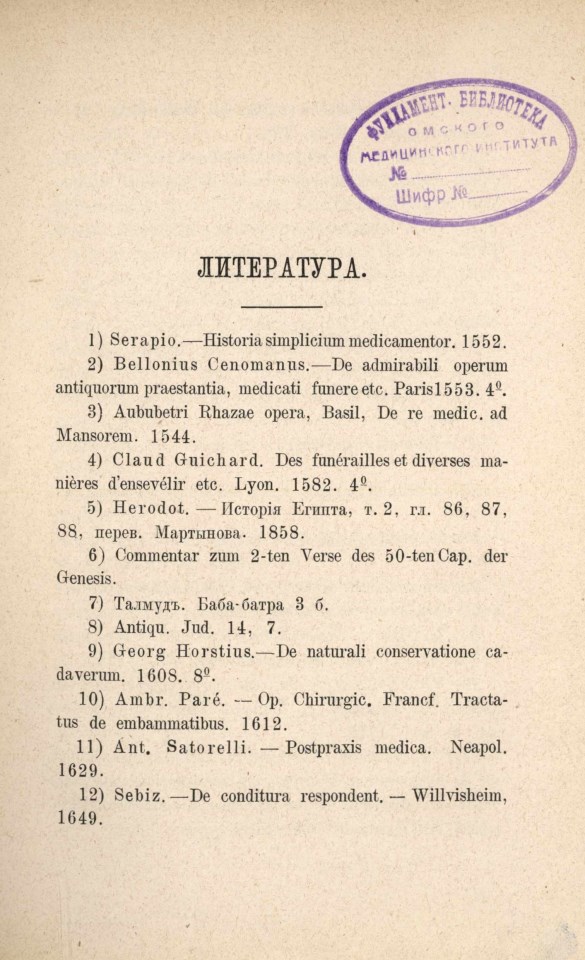 ФУНДАМЕНТ. БИБЛИОТЕКА
ОМСКОГО
МЕДИЦИНСКОГО ИНСТИТУТА
№
Шифр №
ЛИТЕРАТУРА.
1) Serapio.—Historia simplicium medicamentor. 1552.
2) Bellonius Cenomanus.—De admirabili operum
antiquorum praestantia, medicati funere etc. Paris 1553. 4º.
3) Aububetri Rhazae opera, Basil, De re medic. ad
Mansorem. 1544.
4) Claud Guichard. Des funérailles et diverses ma-
nières d'ensevélir etc. Lyon. 1582. 4º.
5) Herodot. — Исторія Египта, т. 2, гл. 86, 87,
88, перев. Мартынова. 1858.
6) Commentar zum 2-ten Verse des 50-ten Cap. der
Genesis.
7) Талмудъ. Баба-батра 3 б.
8) Antiqu. Jud. 14, 7.
9) Georg Horstius.—De naturali conservatione ca-
daverum. 1608. 8º.
10) Ambr. Paré. — Op. Chirurgic. Francf. Tracta-
tus de embammatibus. 1612.
11) Ant. Satorelli. — Postpraxis medica. Neapol.
1629.
12) Sebiz.—De conditura respondent. — Willvisheim,
1649.